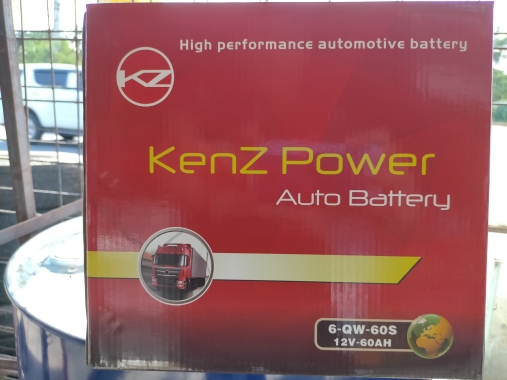 High performance automotive battery
KZ
KenZ Power
Auto Battery
6-QW-60S
12V-60AH